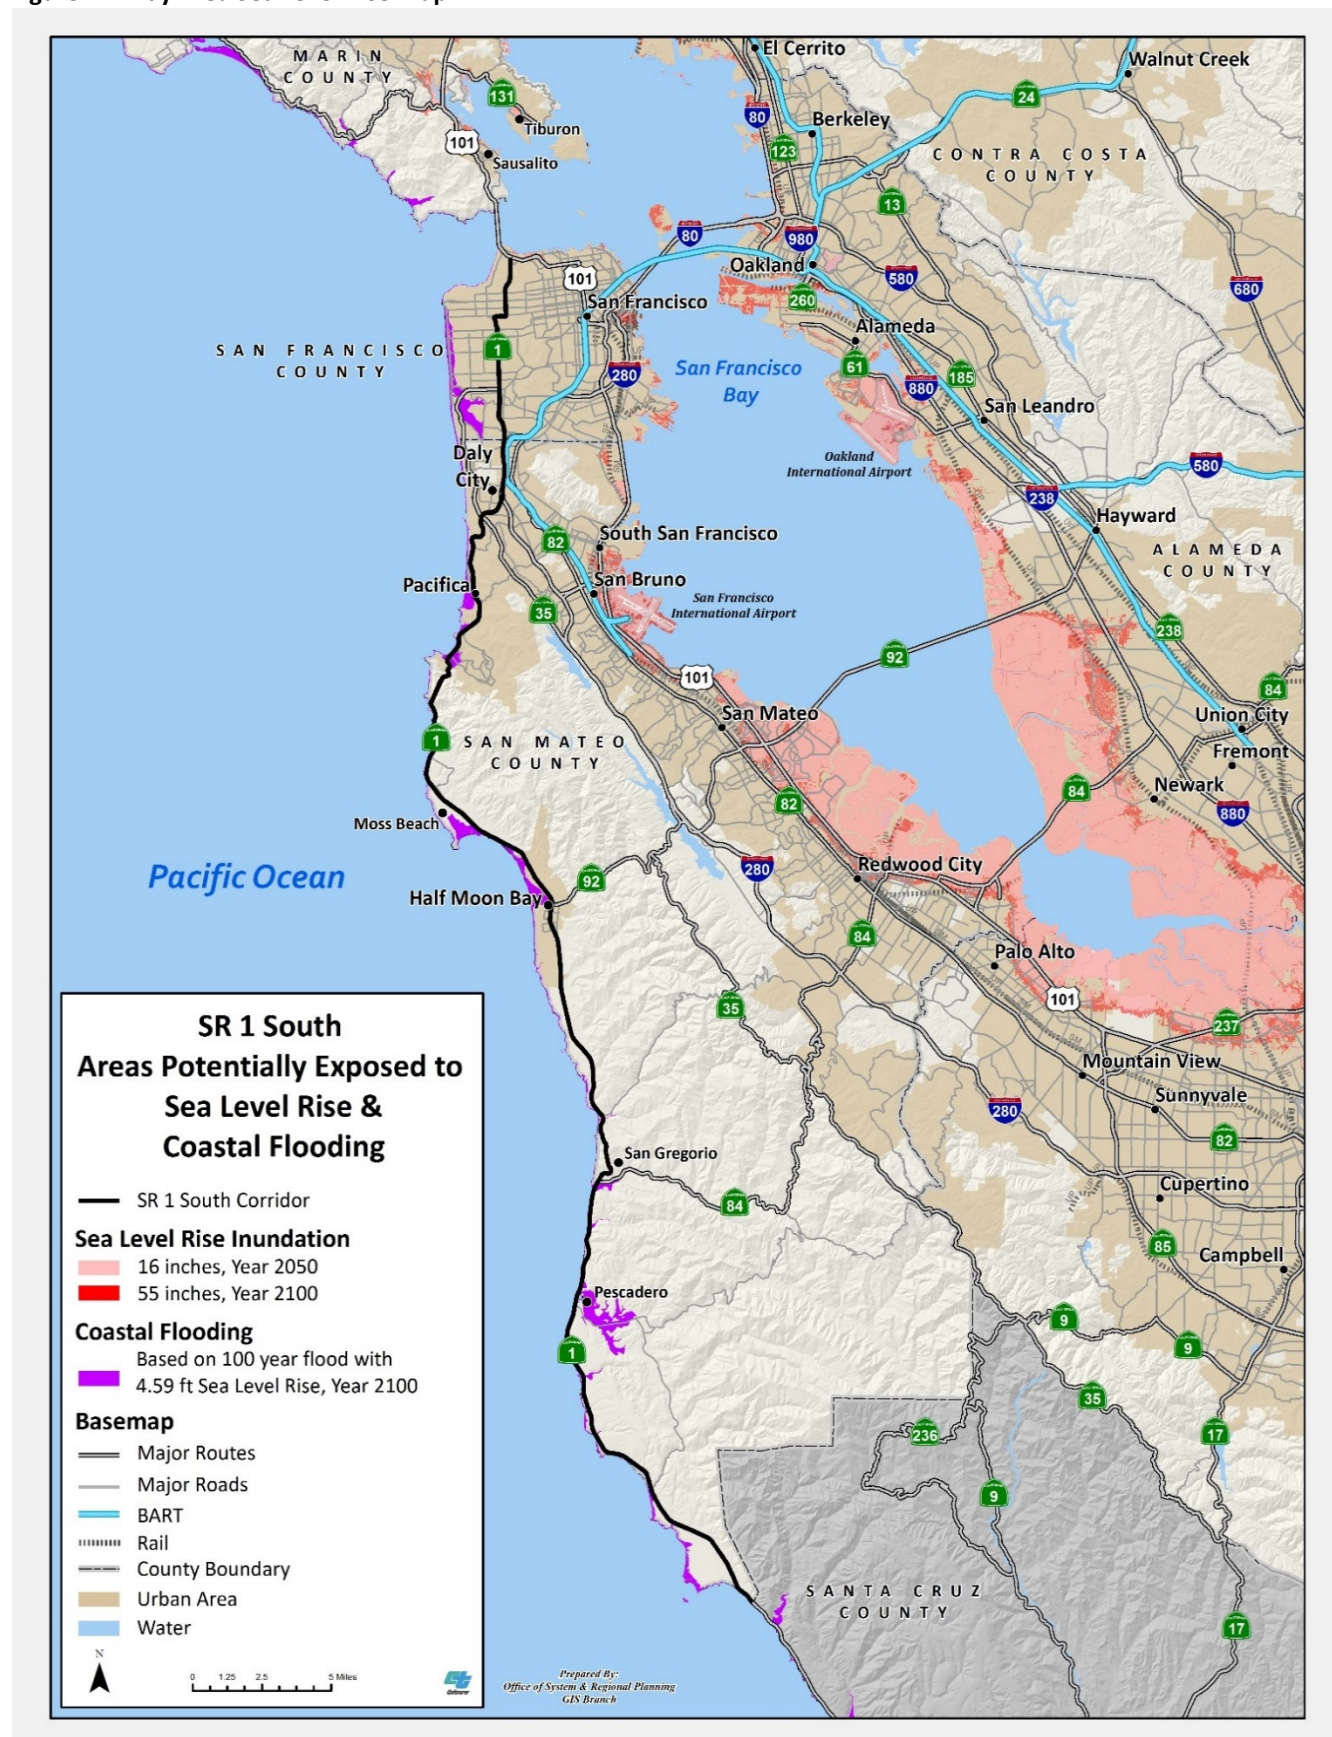 MARIN
COUNTY
131
Tiburon
101
Sausalito
El Cerrito
Walnut Creek
24
80
Berkeley
123
CONTRA COSTA
COUNTY
13
80
980
Oakland
580
680
101
San Francisco
260
Alameda
SAN FRANCISCO
COUNTY
1
280
San Francisco
Bay
61
880
185
San Leandro
Daly
City
Oakland
International Airport
580
238
Hayward
82
South San Francisco
ALAMEDA
COUNTY
Pacifica
San Bruno
35
San Francisco
International Airport
238
92
101
84
San Mateo
Union City
1
SAN MATEO
COUNTY
Fremont
84
Newark
82
880
Moss Beach
Pacific Ocean
Redwood City
280
92
Half Moon Bay
84
Palo Alto
101
35
237
Mountain View
Sunnyvale
280
82
San Gregorio
84
Cupertino
85
Campbell
Pescadero
1
9
9
35
236
17
9
SANTA CRUZ
COUNTY
17
SR 1 South
Areas Potentially Exposed to
Sea Level Rise &
Coastal Flooding
SR 1 South Corridor
Sea Level Rise Inundation
16 inches, Year 2050
55 inches, Year 2100
Coastal Flooding
Based on 100 year flood with
4.59 ft Sea Level Rise, Year 2100
Basemap
Major Routes
Major Roads
BART
Rail
County Boundary
Urban Area
Water
N
0 1.25 2.5 5 Miles
Prepared By:
Office of System & Regional Planning
GIS Branch